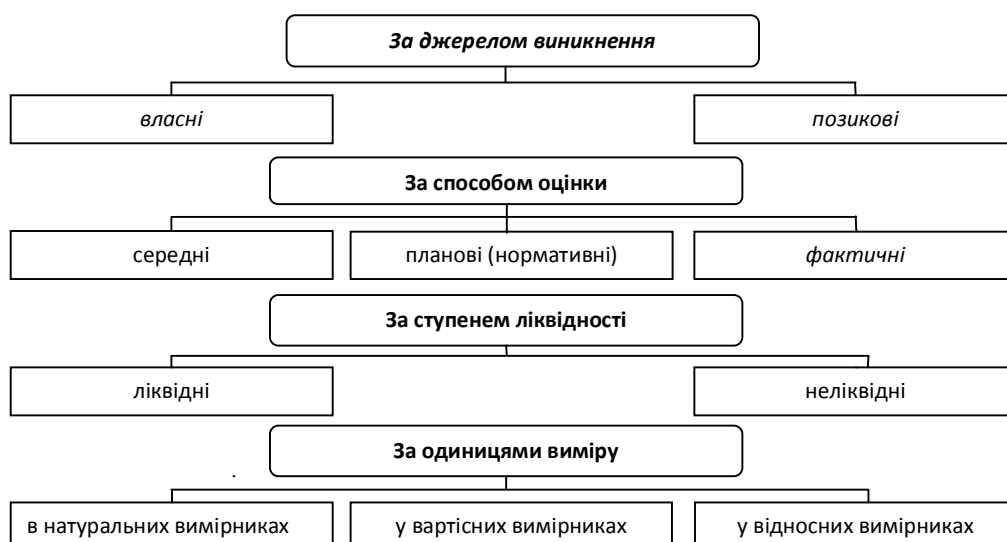 За джерелом виникнення
власні
позикові
За способом оцінки
середні
планові (нормативні)
фактичні
За ступенем ліквідності
ліквідні
неліквідні
За одиницями виміру
в натуральних вимірниках
у вартісних вимірниках
у відносних вимірниках